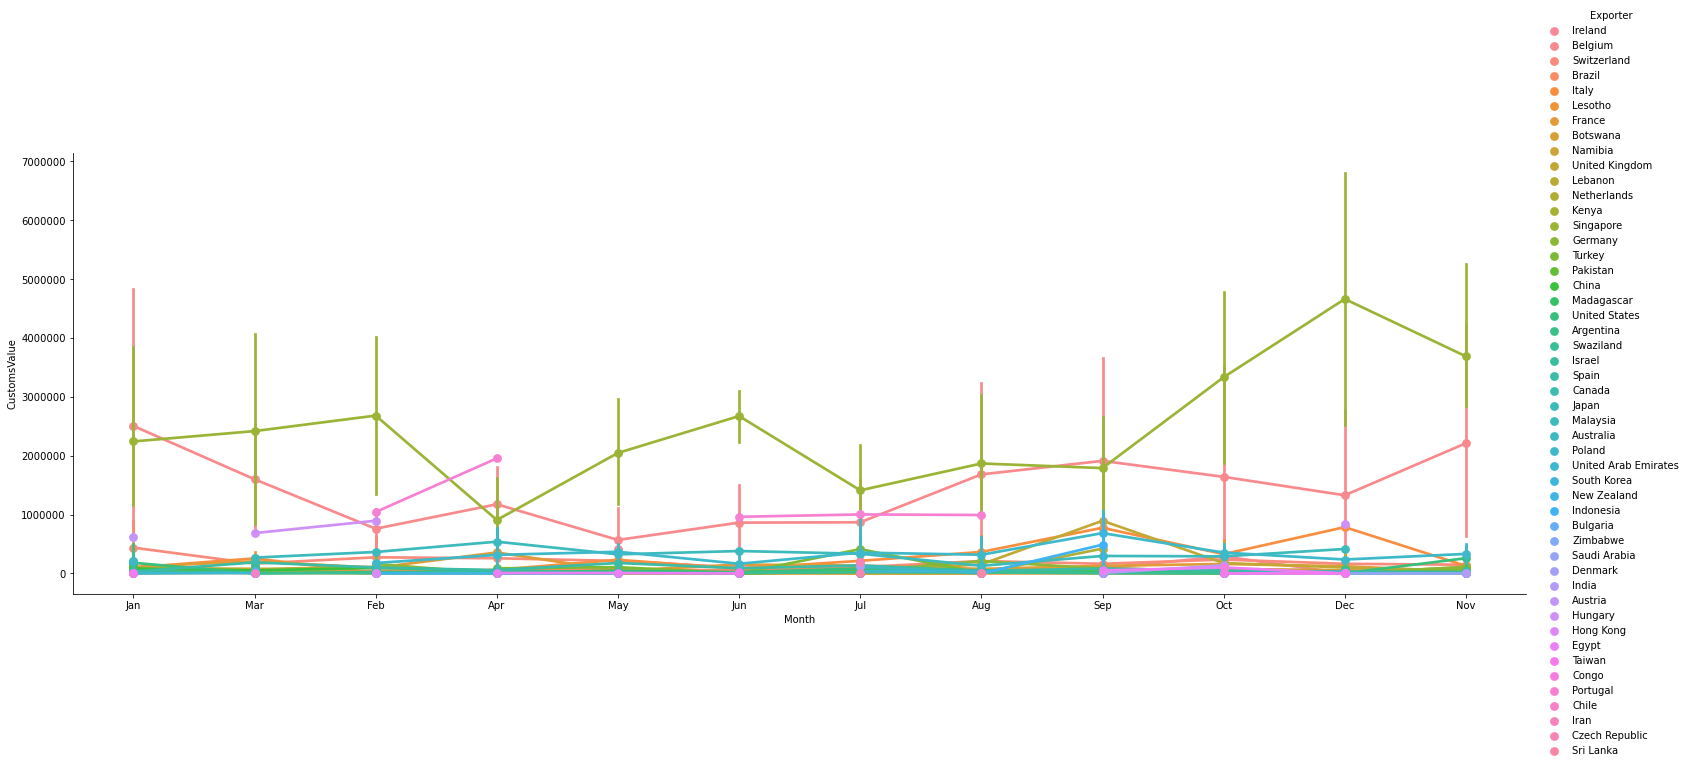 Exporter
Ireland
Belgium
Switzerland
Brazil
Italy
Lesotho
France
Botswana
Namibia
United Kingdom
Lebanon
Netherlands
Kenya
Singapore
Germany
Turkey
Pakistan
China
Madagascar
United States
Argentina
Swaziland
Israel
Spain
Canada
Japan
Malaysia
Australia
Poland
United Arab Emirates
South Korea
New Zealand
Indonesia
Bulgaria
Zimbabwe
Saudi Arabia
Denmark
India
Austria
Hungary
Hong Kong
Egypt
Taiwan
Congo
Portugal
Chile
Iran
Czech Republic
Sri Lanka
7000000
6000000
5000000
4000000
3000000
2000000
1000000
0
CustomsValue
Jan Mar Feb Apr May Jun Jul Aug Sep Oct Dec Nov
Month